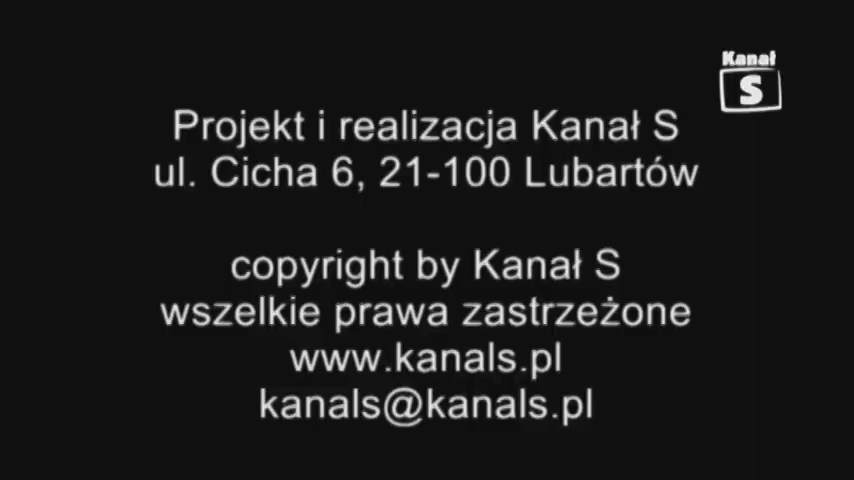 Kanał
S
Projekt i realizacja Kanał S
ul. Cicha 6, 21-100 Lubartów
copyright by Kanał S
wszelkie prawa zastrzeżone
www.kanals.pl
kanals@kanals.pl